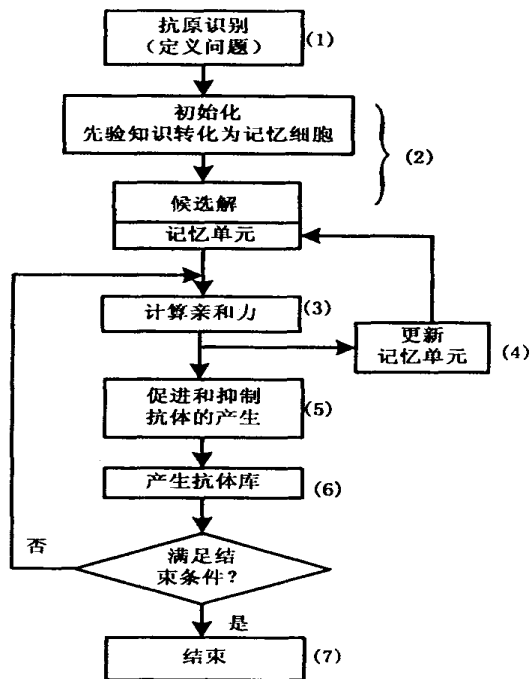 抗原识别
（定义问题）
(1)
初始化
先验知识转化为记忆细胞
(2)
候选解
记忆单元
计算亲和力
(3)
更新
记忆单元
(4)
促进和抑制
抗体的产生
(5)
产生抗体库
(6)
否
满足结
束条件?
是
结束
(7)